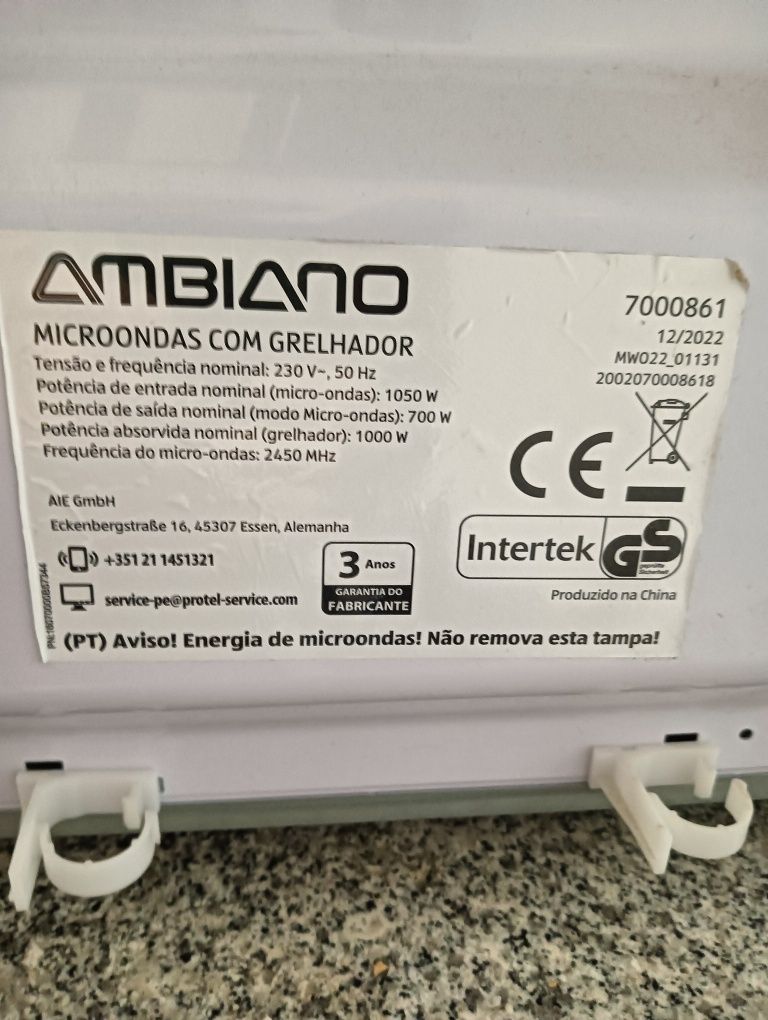 AMBIANO
7000861
12/2022
MWO22_01131
2002070008618
MICROONDAS COM GRELHADOR
Tensão e frequência nominal: 230 V~, 50 Hz
Potência de entrada nominal (micro-ondas): 1050 W
Potência de saída nominal (modo Micro-ondas): 700 W
Potência absorvida nominal (grelhador): 1000 W
Frequência do micro-ondas: 2450 MHz
CE
AIE GmbH
Eckenbergstraße 16, 45307 Essen, Alemanha
+351 21 1451321
service-pe@protel-service.com
3 Anos
GARANTIA DO
FABRICANTE
Intertek
GS
geprüfte
Sicherheit
Produzido na China
(PT) Aviso! Energia de microondas! Não remova esta tampa!